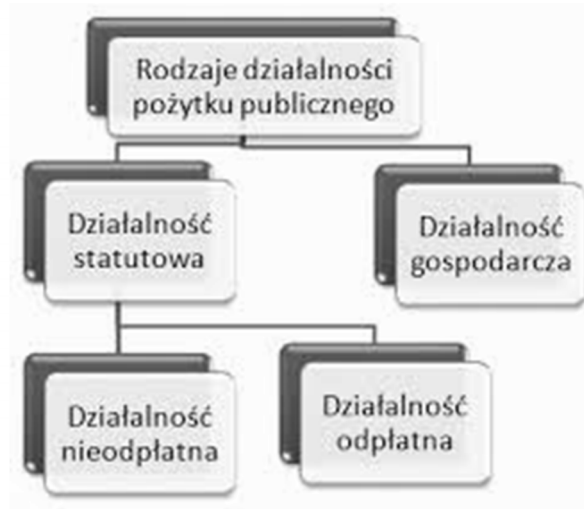 Rodzaje działalności
pożytku publicznego
Działalność
statutowa
Działalność
gospodarcza
Działalność
nieodpłatna
Działalność
odpłatna